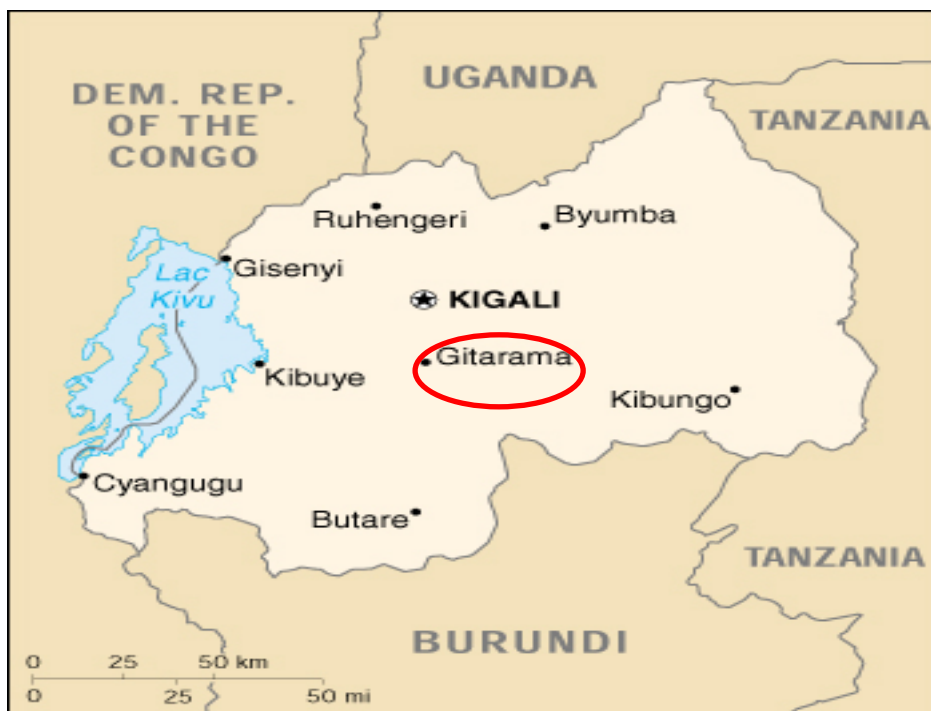 UGANDA
DEM. REP.
OF THE
CONGO
TANZANIA
Ruhengeri
Byumba
Gisenyi
Lac
Kivu
KIGALI
Gitarama
Kibuye
Kibungo
Cyangugu
Butare
TANZANIA
BURUNDI
0 25 50 km
0 25 50 mi